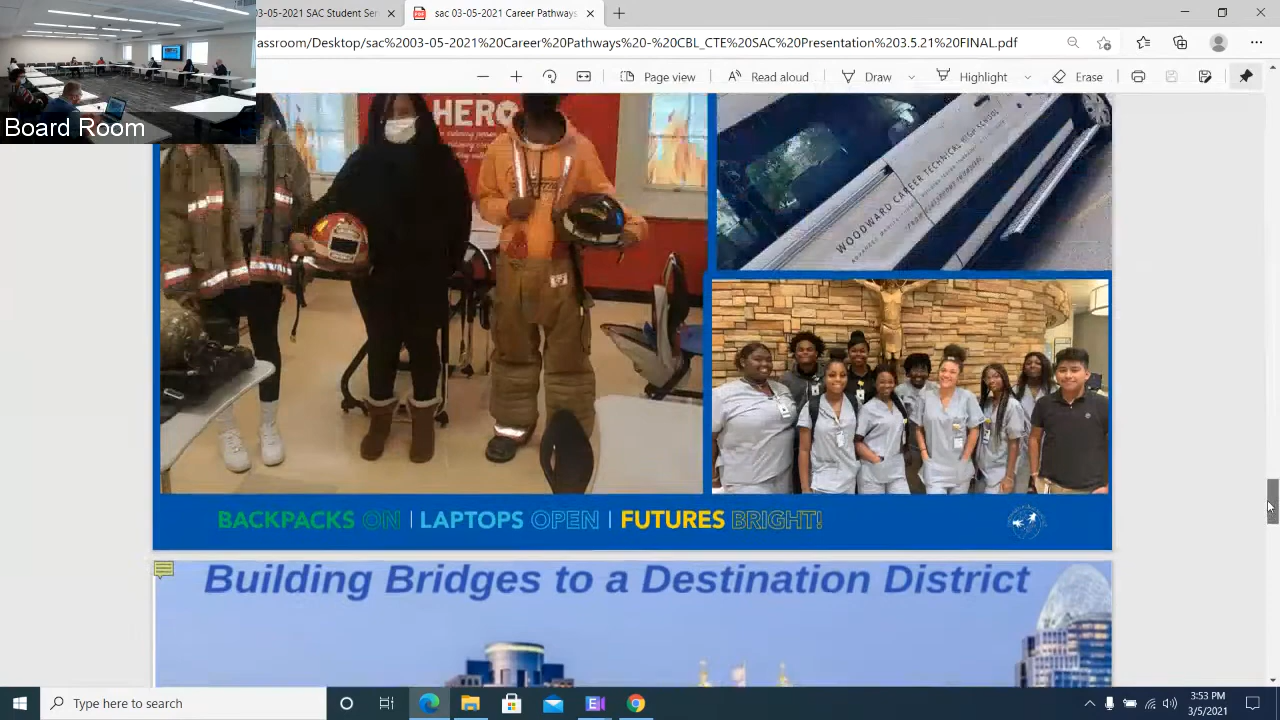 03-05-2021 SAC Student Ser
sac 03-05-2021 Career Pathways
assroom/Desktop/sac%2003-05-2021%20Career%20Pathways%20-%20CBL_CTE%20SAC%20Presentation%2003.5.21%20FINAL.pdf
Page view
Read aloud
Draw
Highlight
Erase
Board Room
HERO
WOODWARD CAREER TECHNICAL HIGH SCHOOL
BACKPACKS ON | LAPTOPS OPEN | FUTURES BRIGHT!
Building Bridges to a Destination District
Type here to search
3:53 PM
3/5/2021